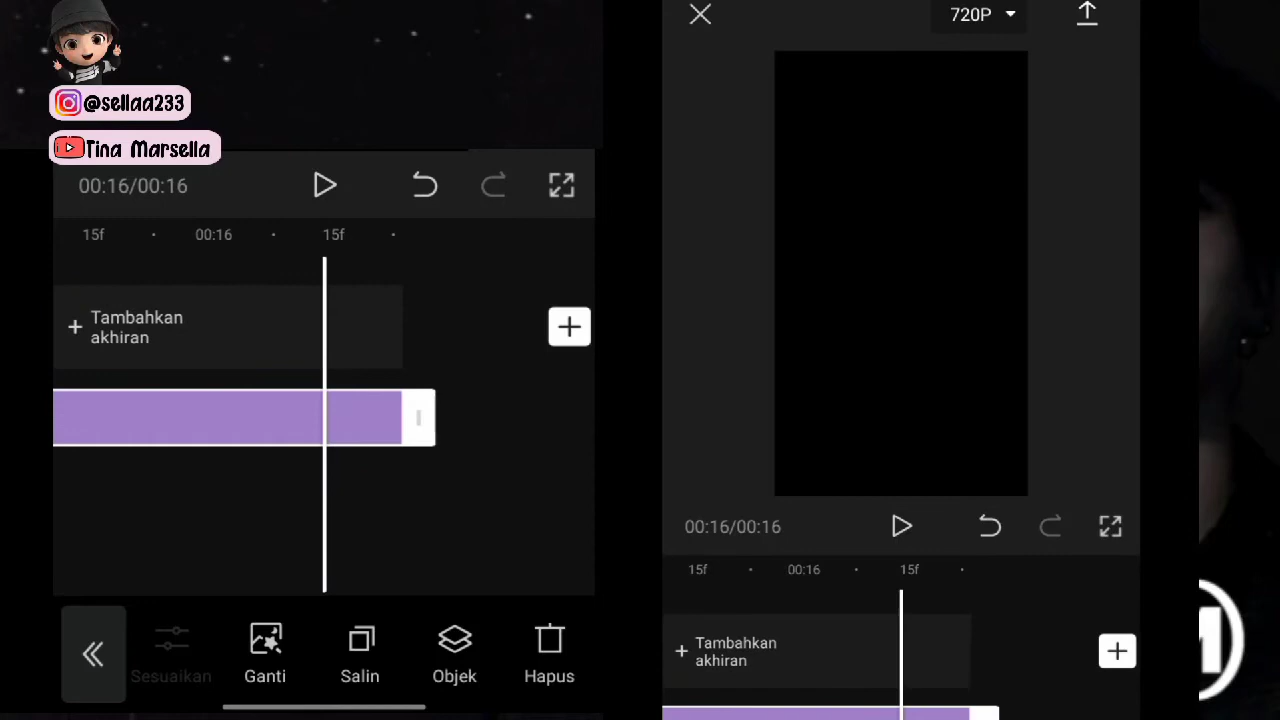 @sellaa233
Tina Marsella
00:16/00:16
15f
00:16
15f
Tambahkan
akhiran
Sesuaikan
Ganti
Salin
Objek
Hapus
720P
00:16/00:16
15f
00:16
15f
Tambahkan
akhiran